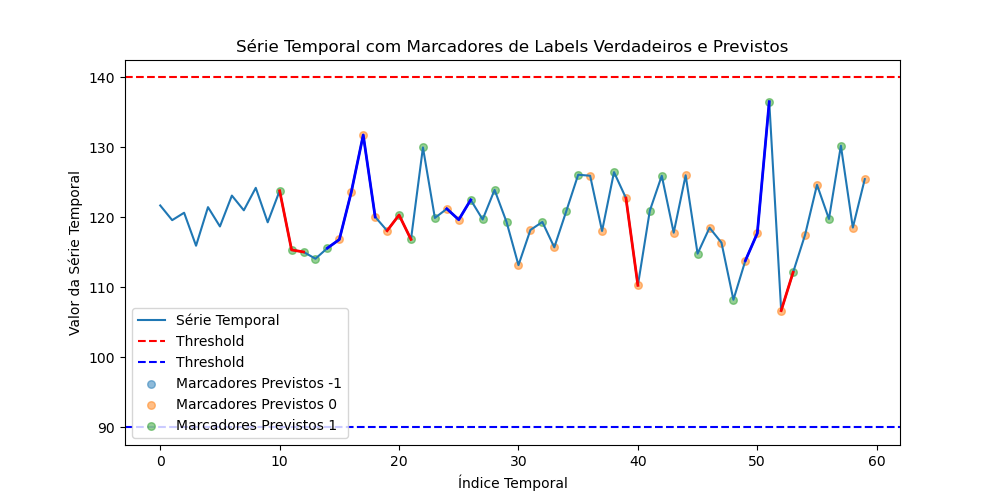 Série Temporal com Marcadores de Labels Verdadeiros e Previstos
140
130
120
110
100
90
Valor da Série Temporal
Série Temporal
Threshold
Threshold
Marcadores Previstos -1
Marcadores Previstos 0
Marcadores Previstos 1
0 10 20 30 40 50 60
Índice Temporal